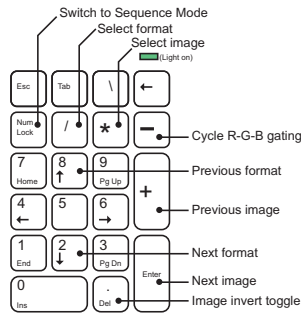 Switch to Sequence Mode
Select format
Select image
(Light on)
Esc
Tab
\
←
Num
Lock
/
*
−
Cycle R-G-B gating
7
Home
8
↑
9
Pg Up
+
Previous format
4
←
5
6
→
Previous image
1
End
2
↓
3
Pg Dn
Enter
Next format
Next image
0
Ins
.
Del
Image invert toggle